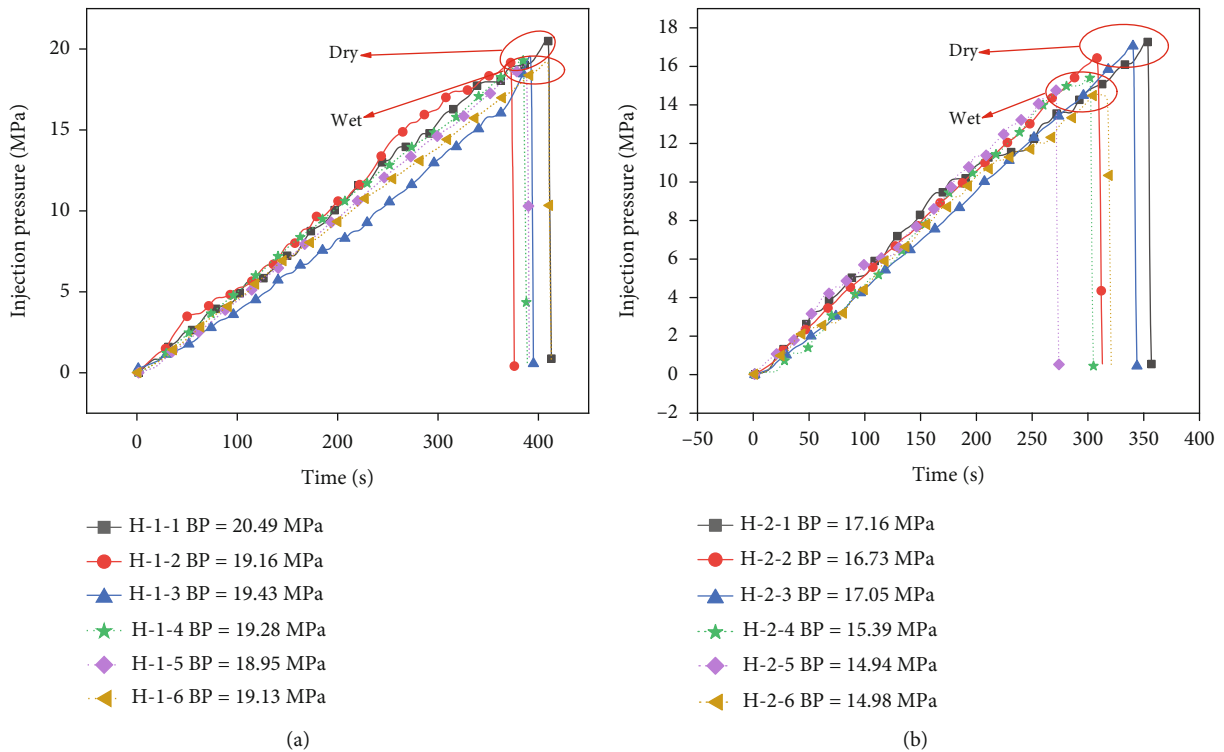 Injection pressure (MPa)
20
15
10
5
0
Dry
Wet
0 100 200 300 400
Time (s)
H-1-1 BP = 20.49 MPa
H-1-2 BP = 19.16 MPa
H-1-3 BP = 19.43 MPa
H-1-4 BP = 19.28 MPa
H-1-5 BP = 18.95 MPa
H-1-6 BP = 19.13 MPa
(a)
Injection pressure (MPa)
18
16
14
12
10
8
6
4
2
0
–2
Dry
Wet
–50 0 50 100 150 200 250 300 350 400
Time (s)
H-2-1 BP = 17.16 MPa
H-2-2 BP = 16.73 MPa
H-2-3 BP = 17.05 MPa
H-2-4 BP = 15.39 MPa
H-2-5 BP = 14.94 MPa
H-2-6 BP = 14.98 MPa
(b)